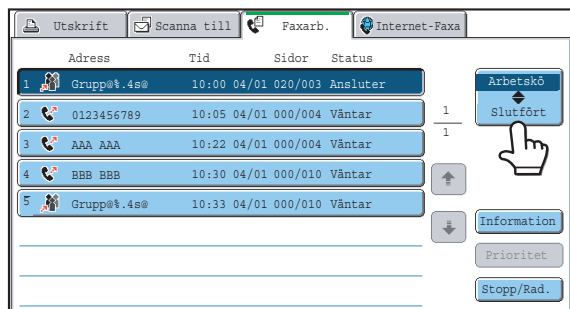 Utskrift Scanna till Faxarb. Internet-Faxa
Adress Tid Sidor Status
1 Grupp@%.4s@ 10:00 04/01 020/003 Ansluter
2 0123456789 10:05 04/01 000/004 Väntar
3 AAA AAA 10:22 04/01 000/004 Väntar
4 BBB BBB 10:30 04/01 000/010 Väntar
5 Grupp@%.4s@ 10:33 04/01 000/010 Väntar
1
1
Arbetskö
Slutfört
Information
Prioritet
Stopp/Rad.